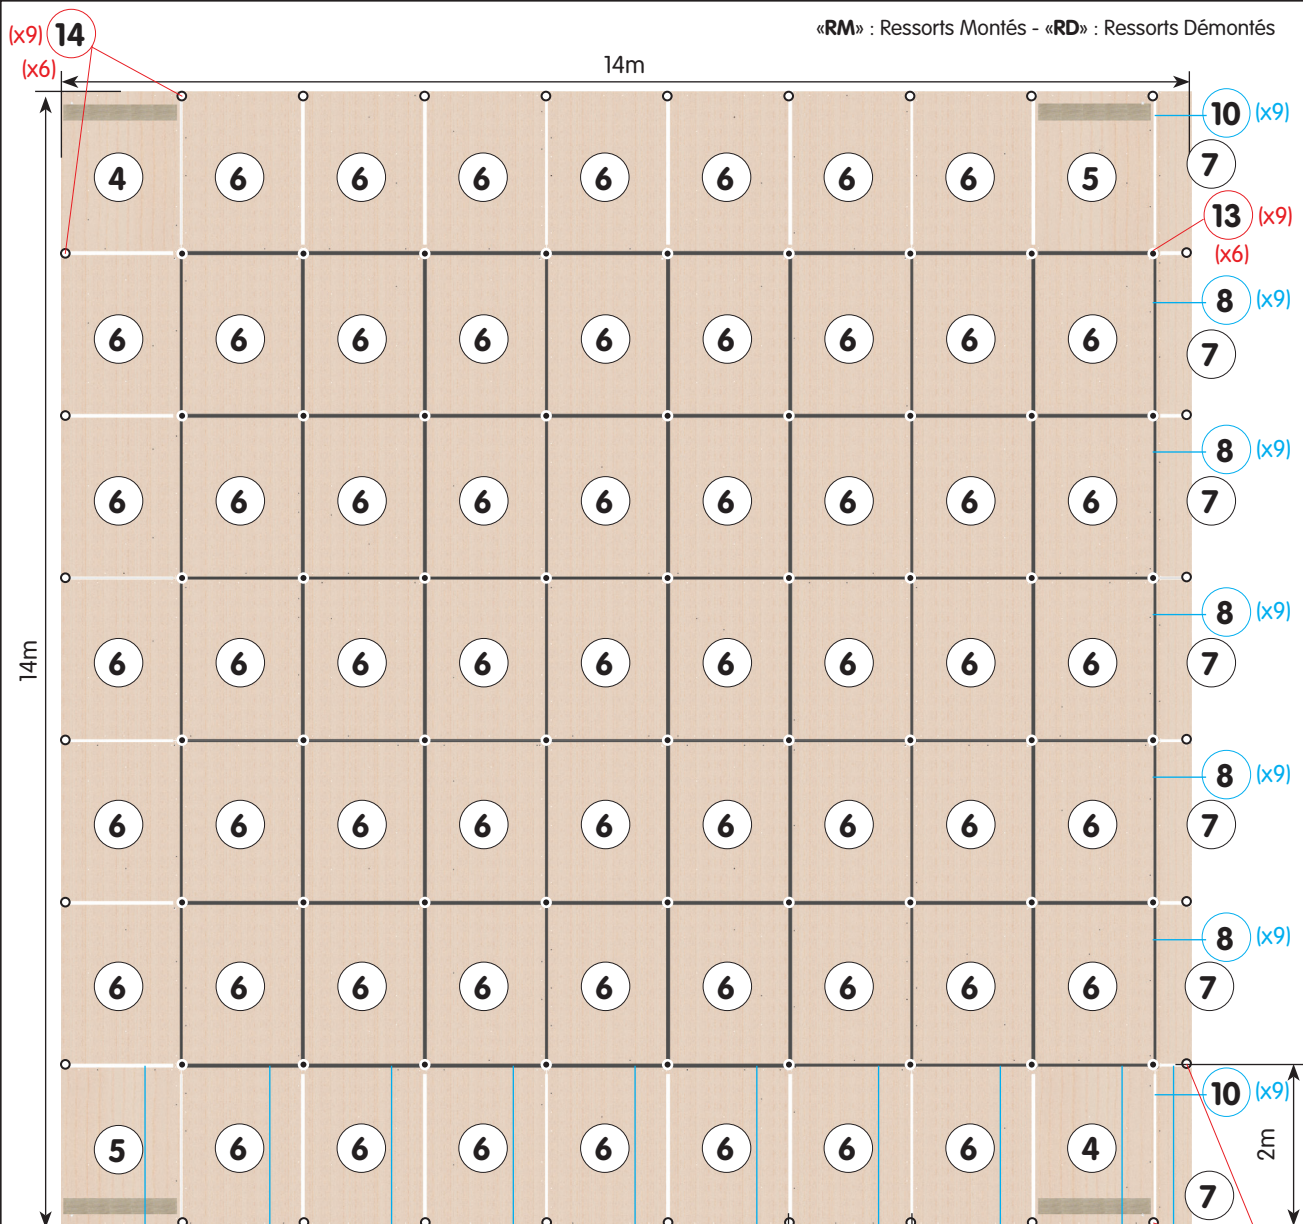 (x9) 14
«RM» : Ressorts Montés - «RD» : Ressorts Démontés
(x6)
14m
10 (x9)
4 6 6 6 6 6 6 6 5 7
13 (x9)
(x6)
8 (x9)
6 6 6 6 6 6 6 6 6 7
8 (x9)
6 6 6 6 6 6 6 6 6 7
8 (x9)
14m
6 6 6 6 6 6 6 6 6 7
8 (x9)
6 6 6 6 6 6 6 6 6 7
8 (x9)
6 6 6 6 6 6 6 6 6 7
10 (x9)
5 6 6 6 6 6 6 6 4
2m
7